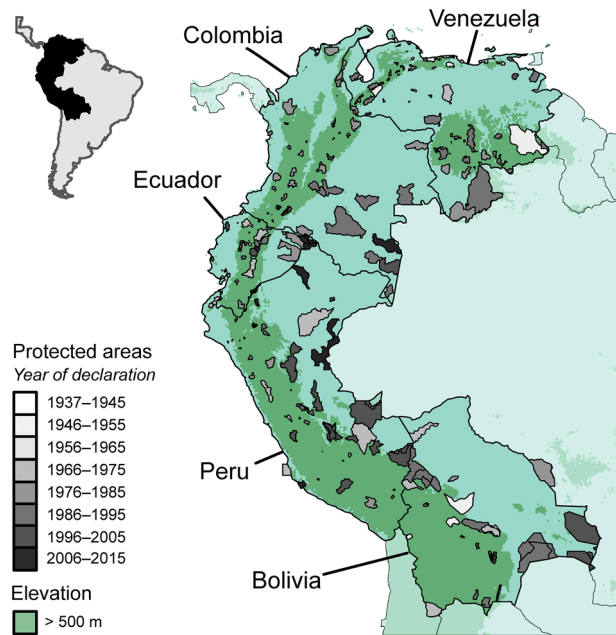 Venezuela
Colombia
Ecuador
Protected areas
Year of declaration
1937–1945
1946–1955
1956–1965
1966–1975
1976–1985
1986–1995
1996–2005
2006–2015
Peru
Bolivia
Elevation
> 500 m